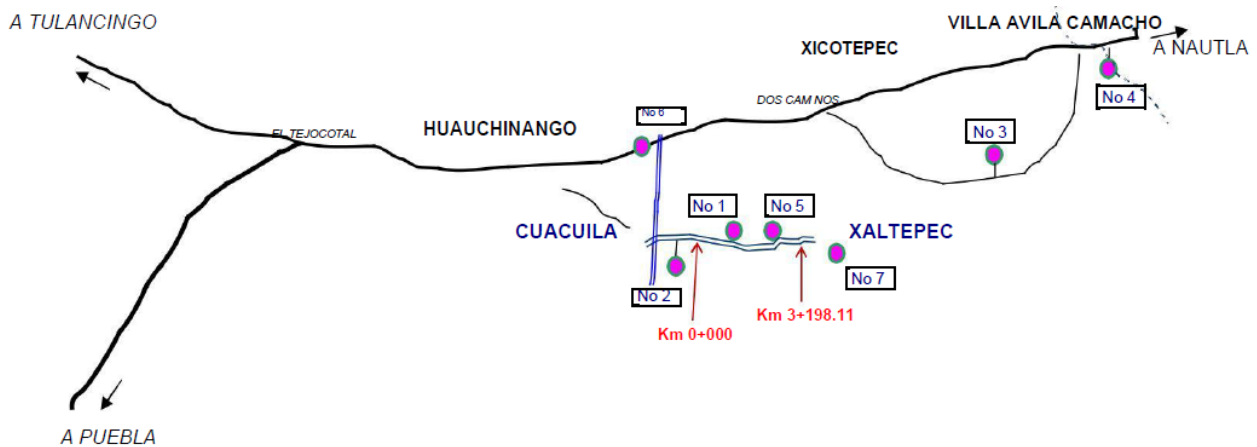 A TULANCINGO
VILLA AVILA CAMACHO
XICOTEPEC
A NAUTLA
DOS CAM NOS
No 4
No 6
EL TEJOCOTAL
HUAUCHINANGO
No 3
No 1
No 5
CUACUILA
XALTEPEC
No 7
No 2
Km 3+198.11
Km 0+000
A PUEBLA